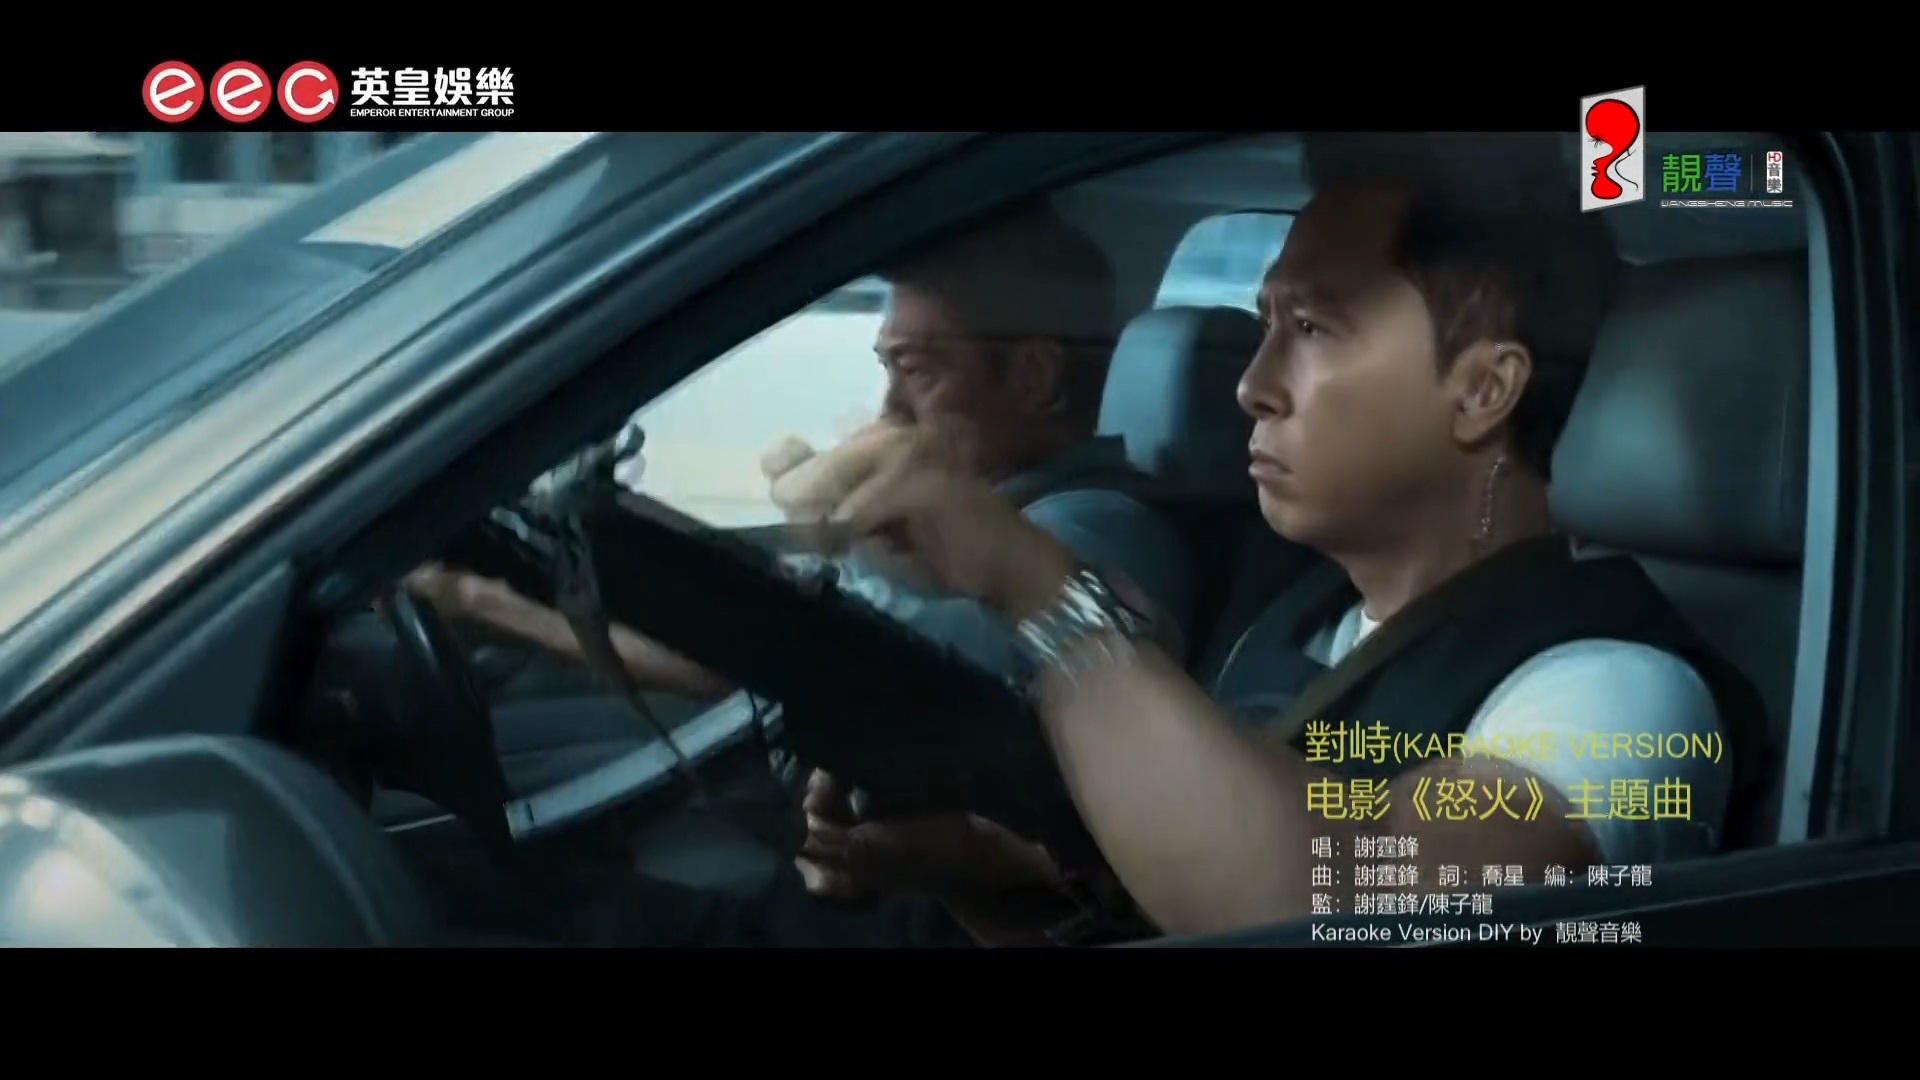 eec 英皇娛樂
EMPEROR ENTERTAINMENT GROUP
靚聲 HD音樂
LIANGSHENG MUSIC
對峙(KARAOKE VERSION)
电影《怒火》主題曲
唱：謝霆鋒
曲：謝霆鋒 詞：喬星 編：陳子龍
監：謝霆鋒/陳子龍
Karaoke Version DIY by 靚聲音樂